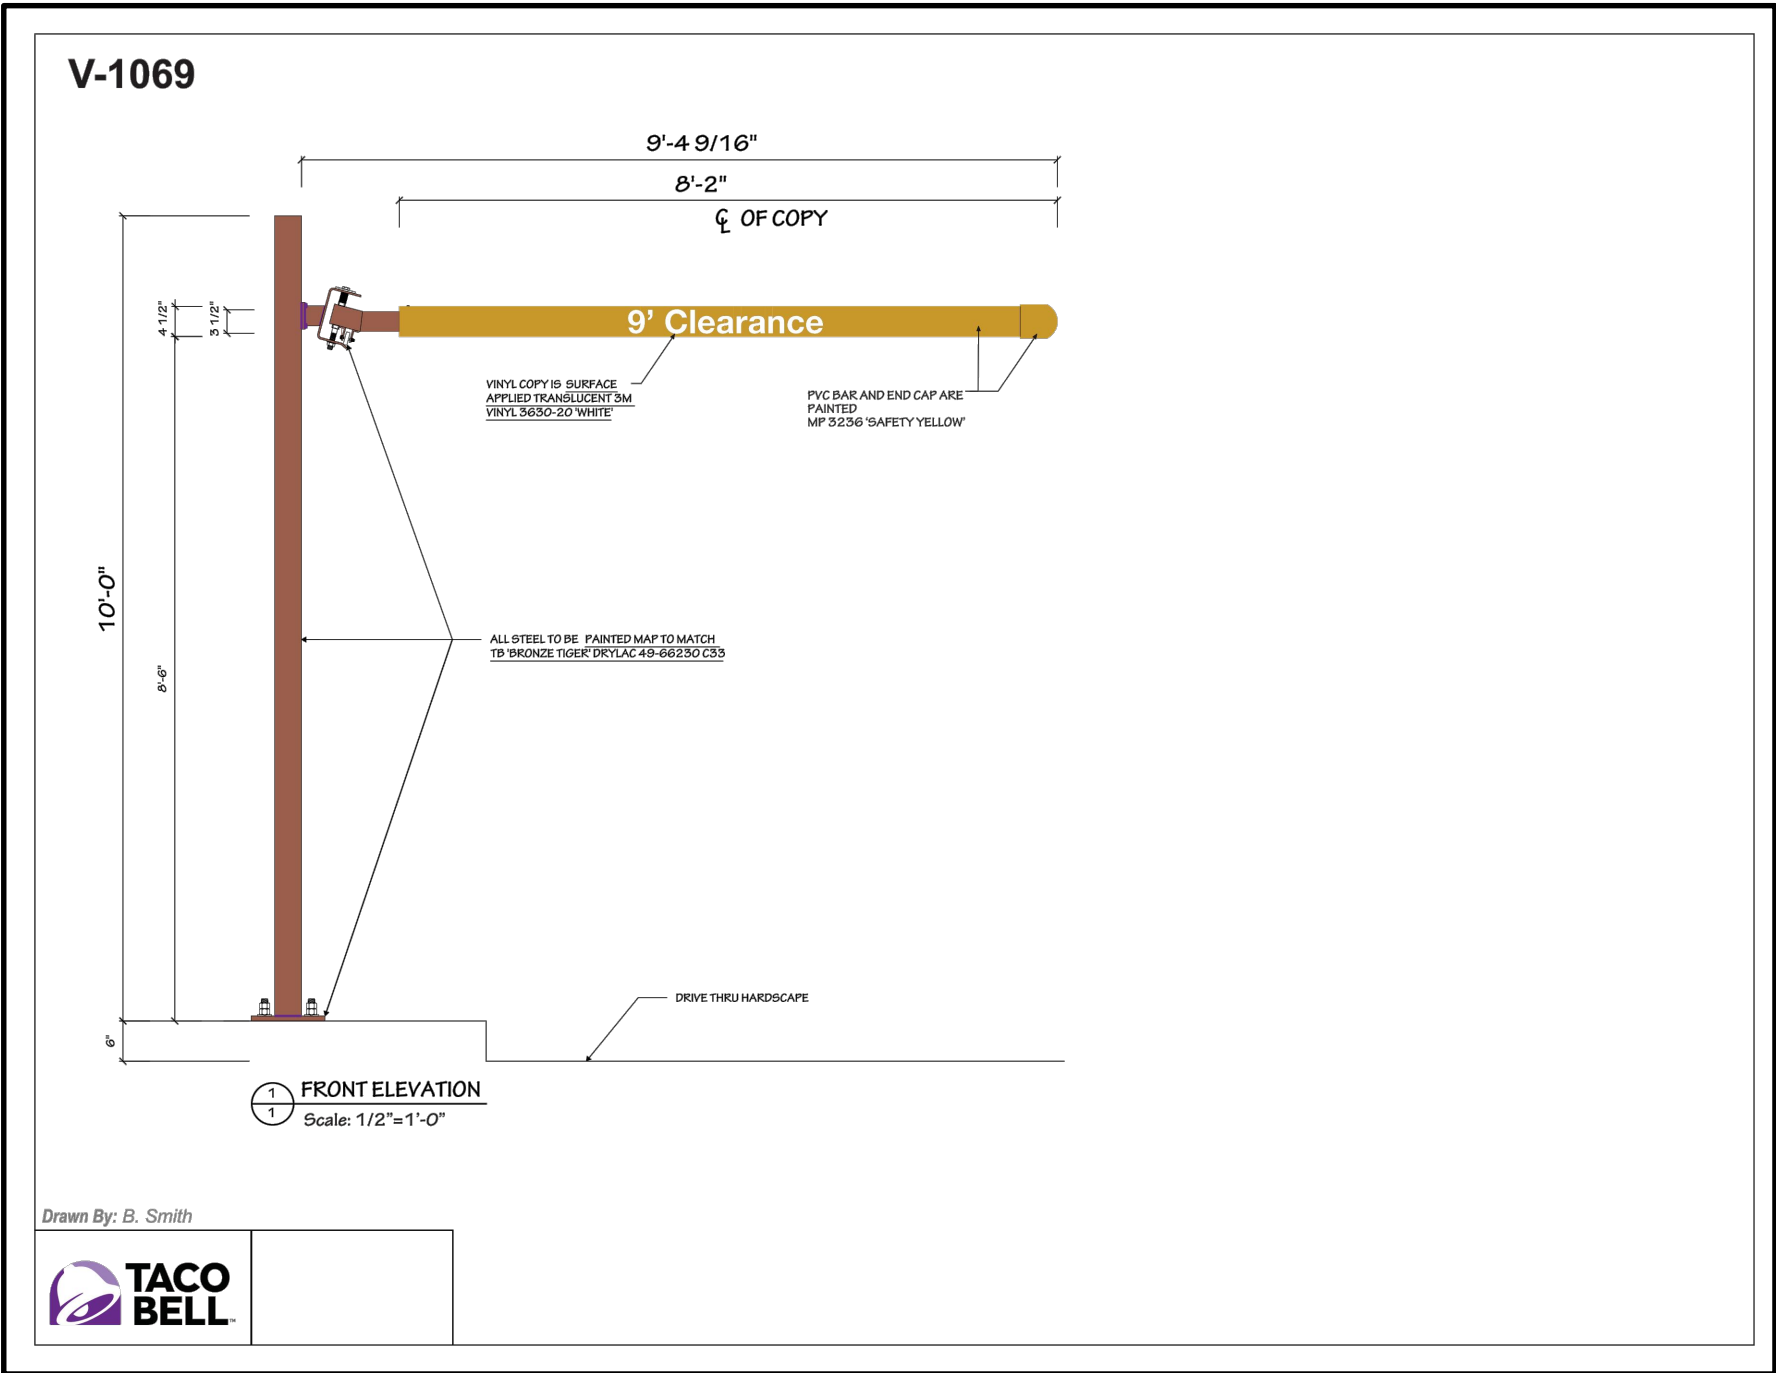 V-1069
9'-4 9/16"
8'-2"
℄ OF COPY
4 1/2"
3 1/2"
9’ Clearance
VINYL COPY IS SURFACE
APPLIED TRANSLUCENT 3M
VINYL 3630-20 'WHITE'
PVC BAR AND END CAP ARE
PAINTED
MP 3236 'SAFETY YELLOW'
10'-0"
8'-6"
ALL STEEL TO BE PAINTED MAP TO MATCH
TB 'BRONZE TIGER' DRYLAC 49-66230 C33
DRIVE THRU HARDSCAPE
6"
1
1
FRONT ELEVATION
Scale: 1/2”=1’-0”
Drawn By: B. Smith
TACO
BELL™